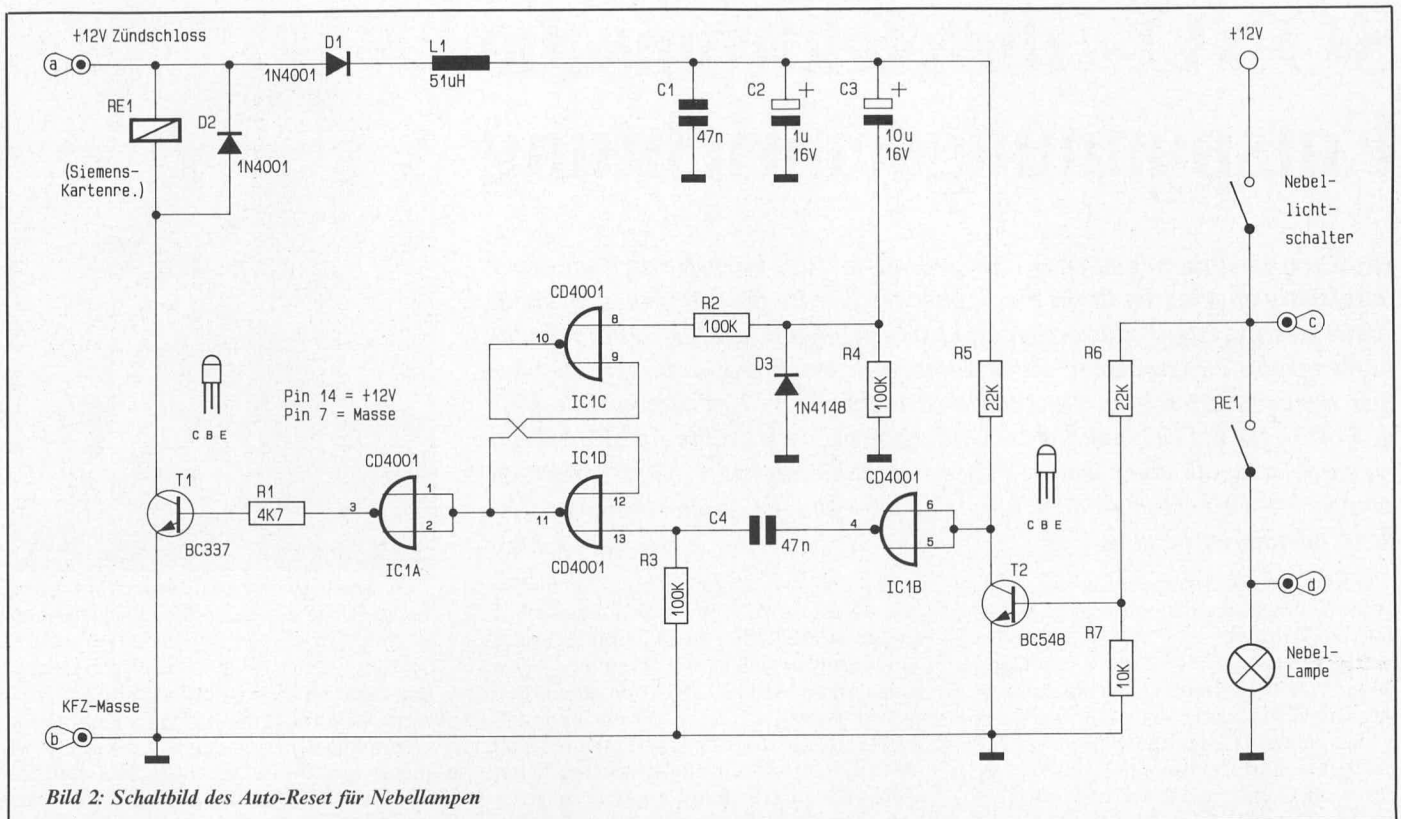 +12V Zündschloss
a
D1
1N4001
L1
51uH
+12V
RE1
D2
1N4001
(Siemens-
Kartenre.)
C1
47n
C2
+
1u
16V
C3
+
10u
16V
Nebel-
licht-
schalter
CD4001
10
8
9
IC1C
R2
100K
D3
1N4148
R4
100K
R5
22K
R6
22K
c
RE1
C B E
Pin 14 = +12V
Pin 7 = Masse
T1
BC337
R1
4K7
CD4001
3
1
2
IC1A
IC1D
11
12
13
CD4001
R3
100K
C4
47n
CD4001
4
6
5
IC1B
C B E
T2
BC548
R7
10K
d
Nebel-
Lampe
KFZ-Masse
b
Bild 2: Schaltbild des Auto-Reset für Nebellampen